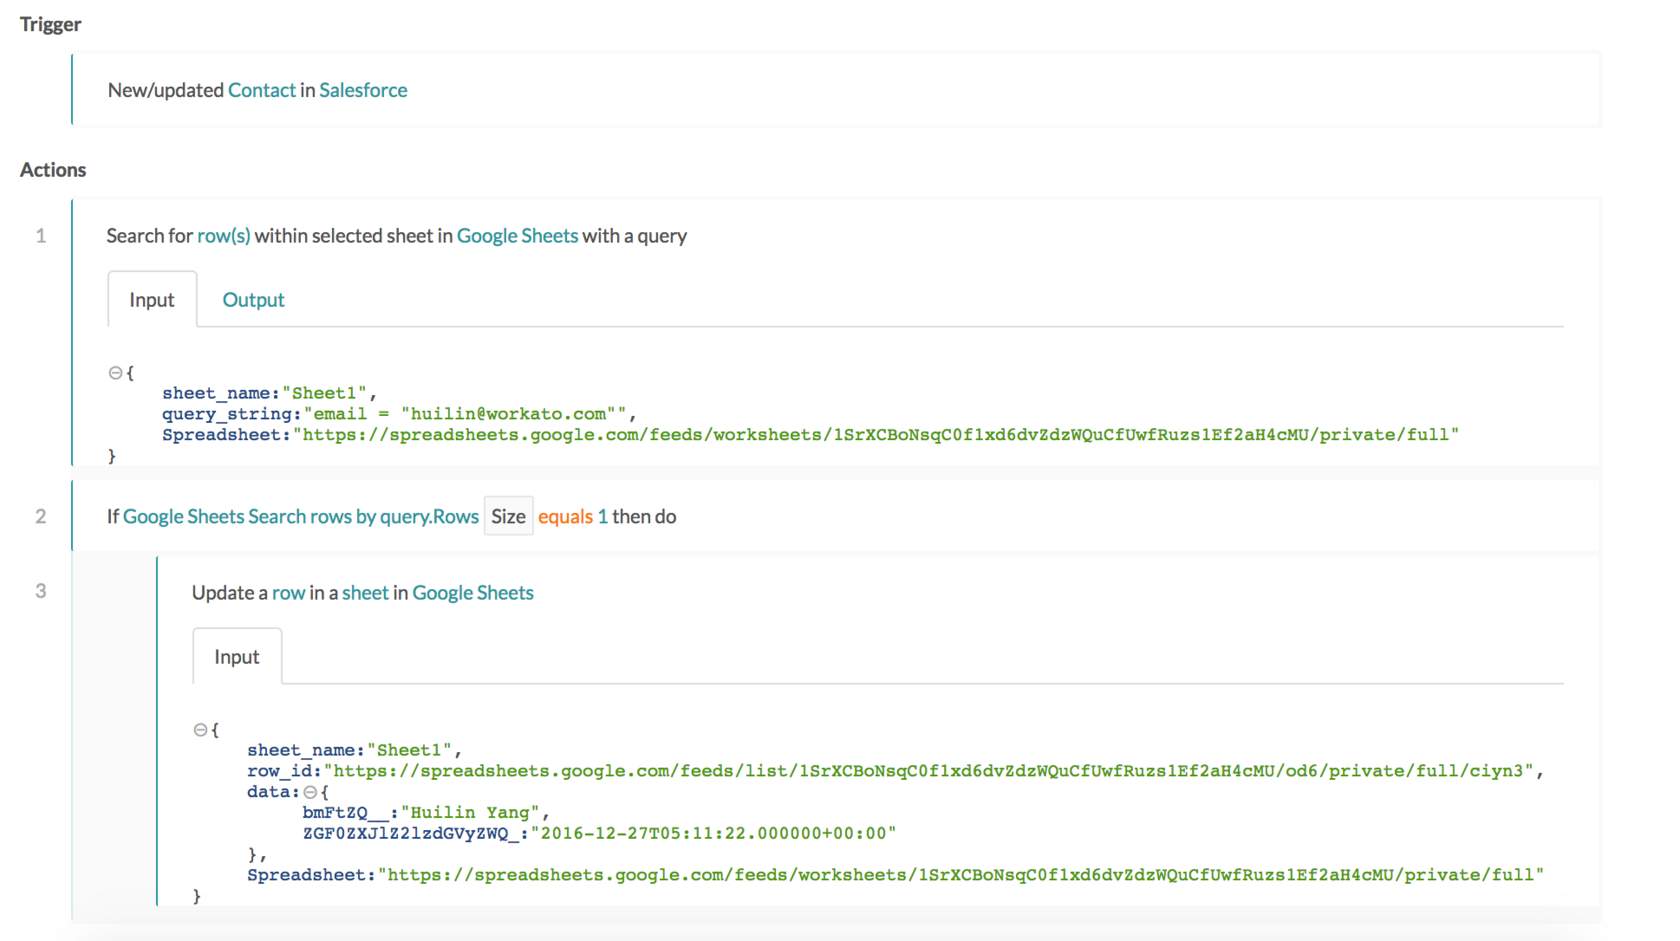 Trigger
New/updated Contact in Salesforce
Actions
1
Search for row(s) within selected sheet in Google Sheets with a query
Input Output
{
sheet_name:"Sheet1",
query_string:"email = "huilin@workato.com"",
Spreadsheet:"https://spreadsheets.google.com/feeds/worksheets/1SrXCBoNsqC0f1xd6dvZdzWQuCfUwfRuzs1Ef2aH4cMU/private/full"
}
2
If Google Sheets Search rows by query.Rows Size equals 1 then do
3
Update a row in a sheet in Google Sheets
Input
{
sheet_name:"Sheet1",
row_id:"https://spreadsheets.google.com/feeds/list/1SrXCBoNsqC0f1xd6dvZdzWQuCfUwfRuzs1Ef2aH4cMU/od6/private/full/ciyn3",
data:{
bmFtZQ__:"Huilin Yang",
ZGF0ZXJlZ2lzdGVyZWQ_:"2016-12-27T05:11:22.000000+00:00"
},
Spreadsheet:"https://spreadsheets.google.com/feeds/worksheets/1SrXCBoNsqC0f1xd6dvZdzWQuCfUwfRuzs1Ef2aH4cMU/private/full"
}